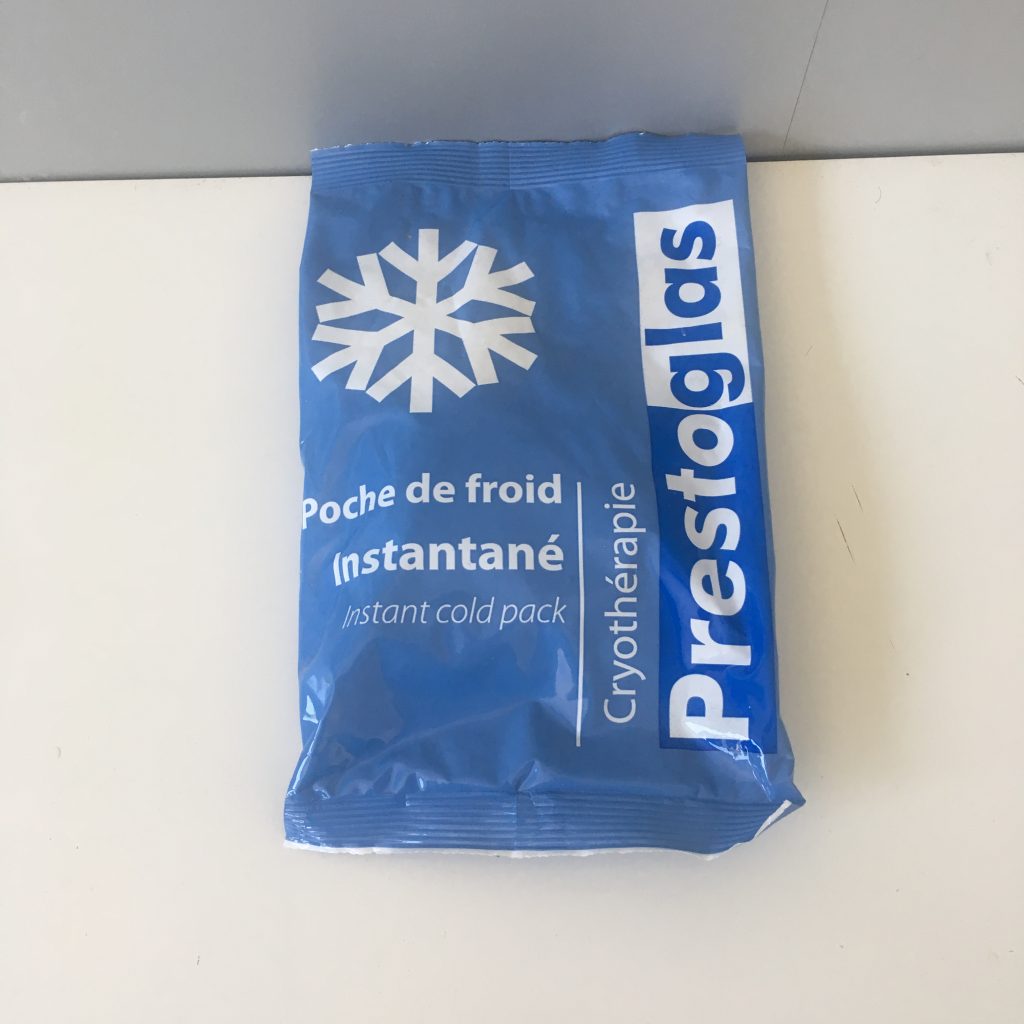 Poche de froid
Instantané
Instant cold pack
Cryothérapie
Prestoglas